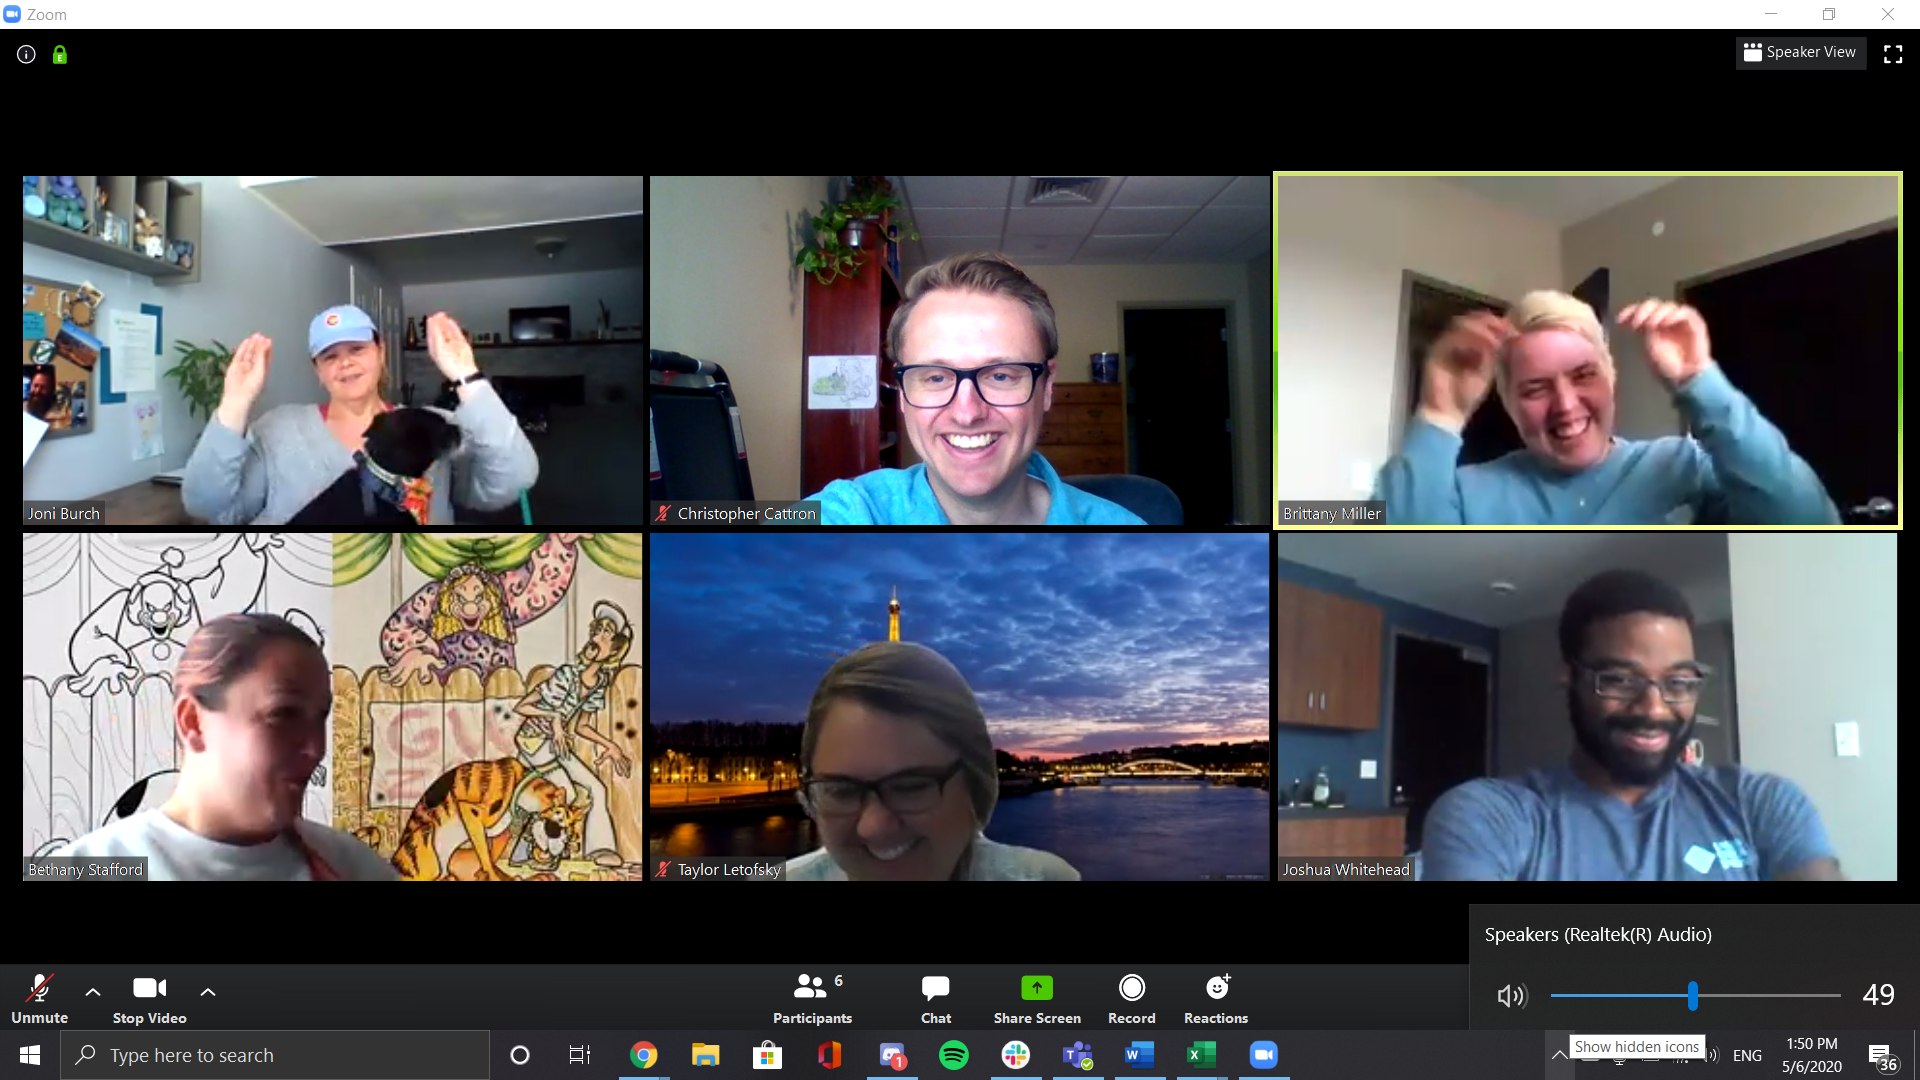 Zoom
Speaker View
Joni Burch
Christopher Cattron
Brittany Miller
Bethany Stafford
Taylor Letofsky
Joshua Whitehead
Speakers (Realtek(R) Audio)
49
6
Unmute
Stop Video
Participants
Chat
Share Screen
Record
Reactions
Type here to search
1
Show hidden icons
ENG
1:50 PM
5/6/2020
36